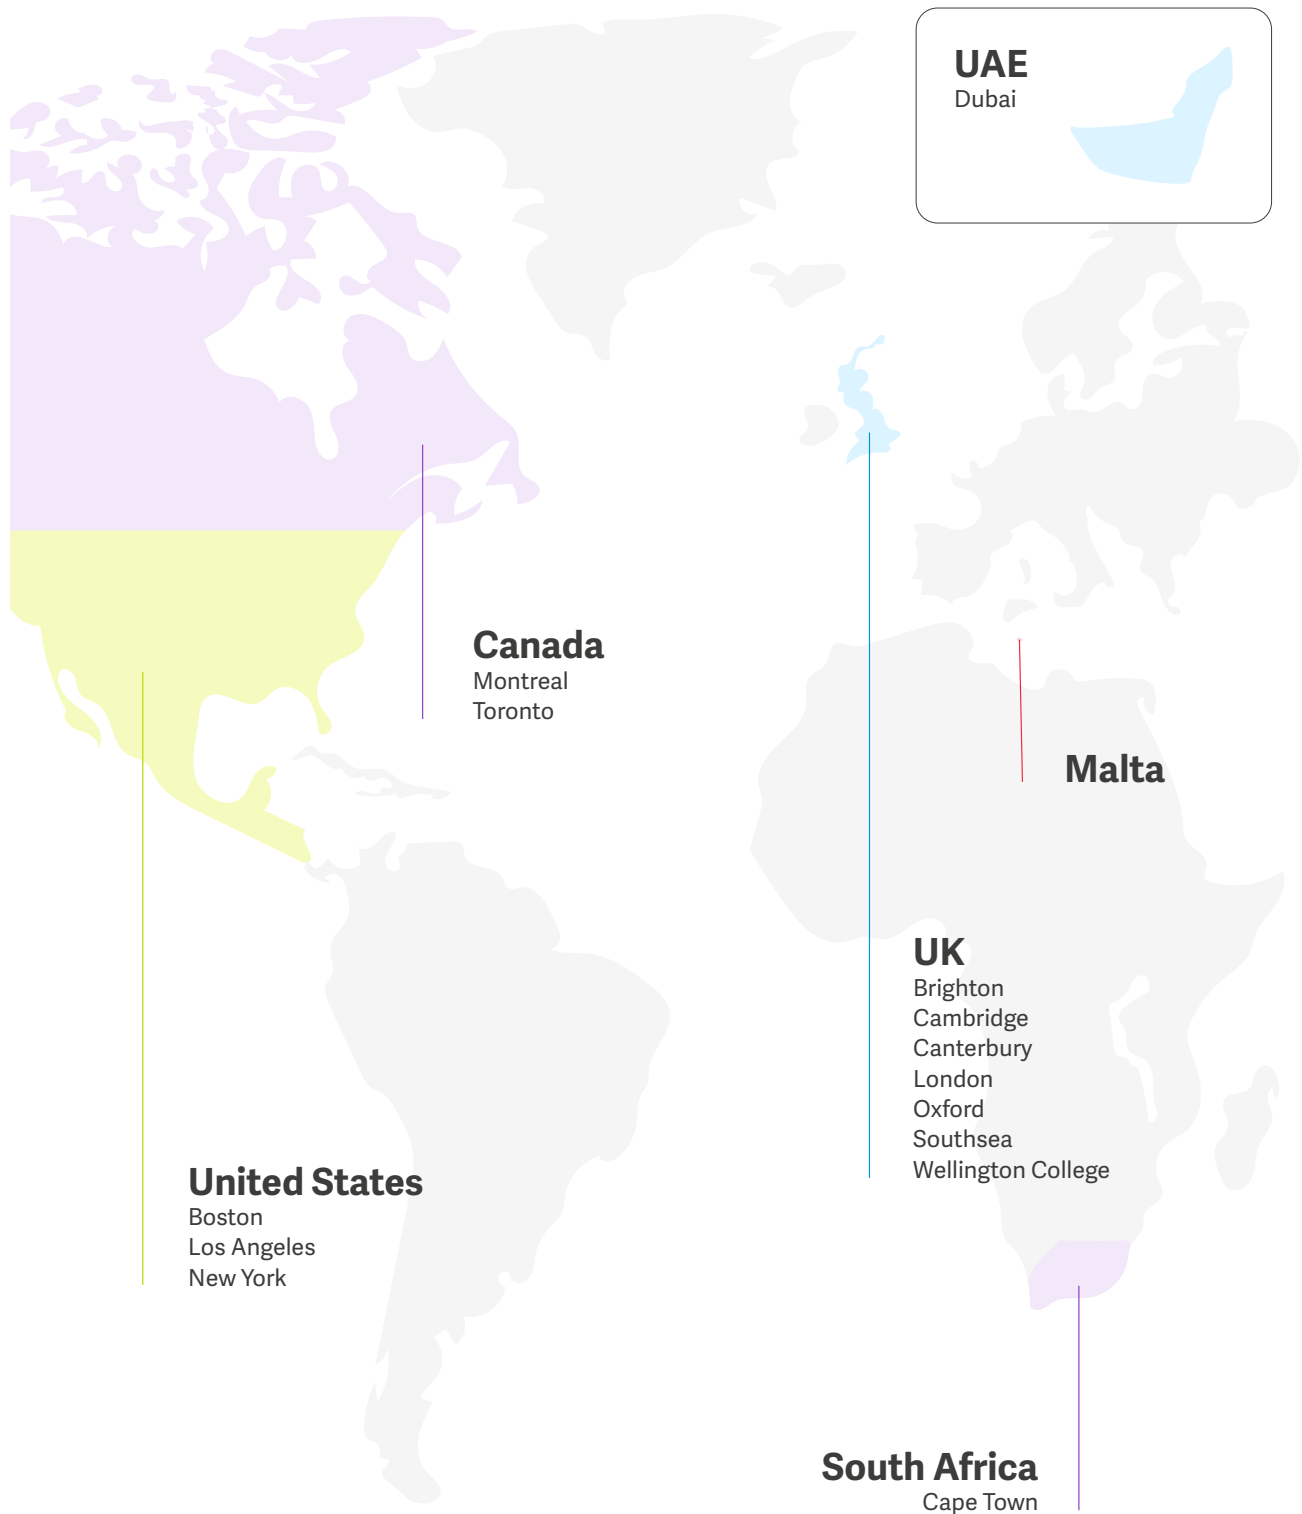 UAE
Dubai
Canada
Montreal
Toronto
Malta
UK
Brighton
Cambridge
Canterbury
London
Oxford
Southsea
Wellington College
United States
Boston
Los Angeles
New York
South Africa
Cape Town